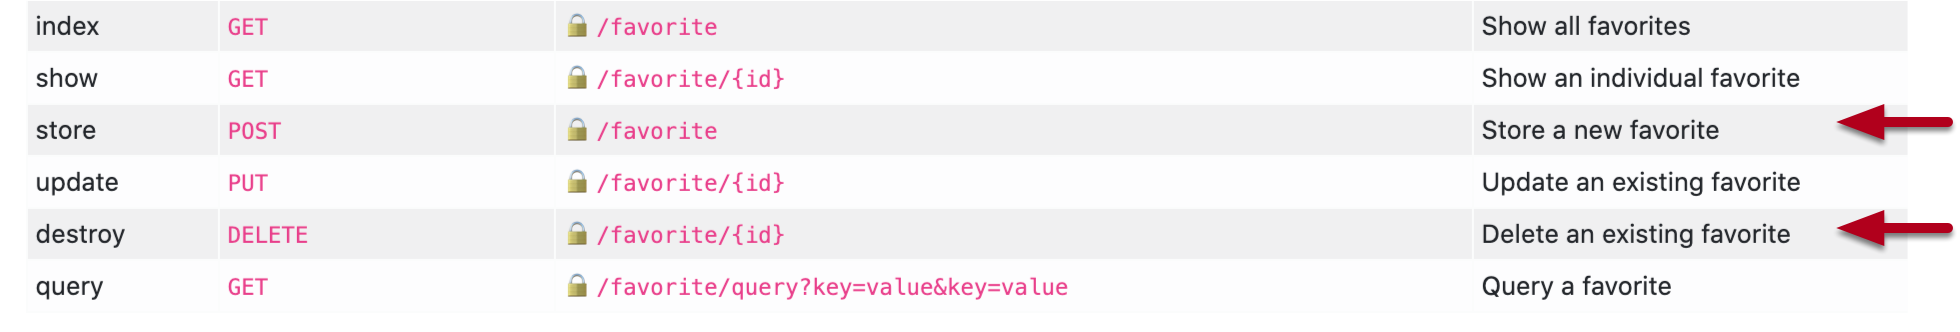 index GET 🔒 /favorite Show all favorites
show GET 🔒 /favorite/{id} Show an individual favorite
store POST 🔒 /favorite Store a new favorite
update PUT 🔒 /favorite/{id} Update an existing favorite
destroy DELETE 🔒 /favorite/{id} Delete an existing favorite
query GET 🔒 /favorite/query?key=value&key=value Query a favorite